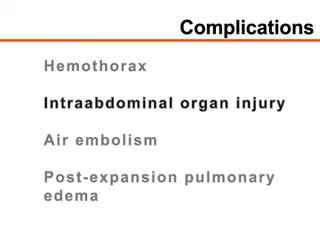 Complications
Hemothorax
Intraabdominal organ injury
Air embolism
Post-expansion pulmonary
edema